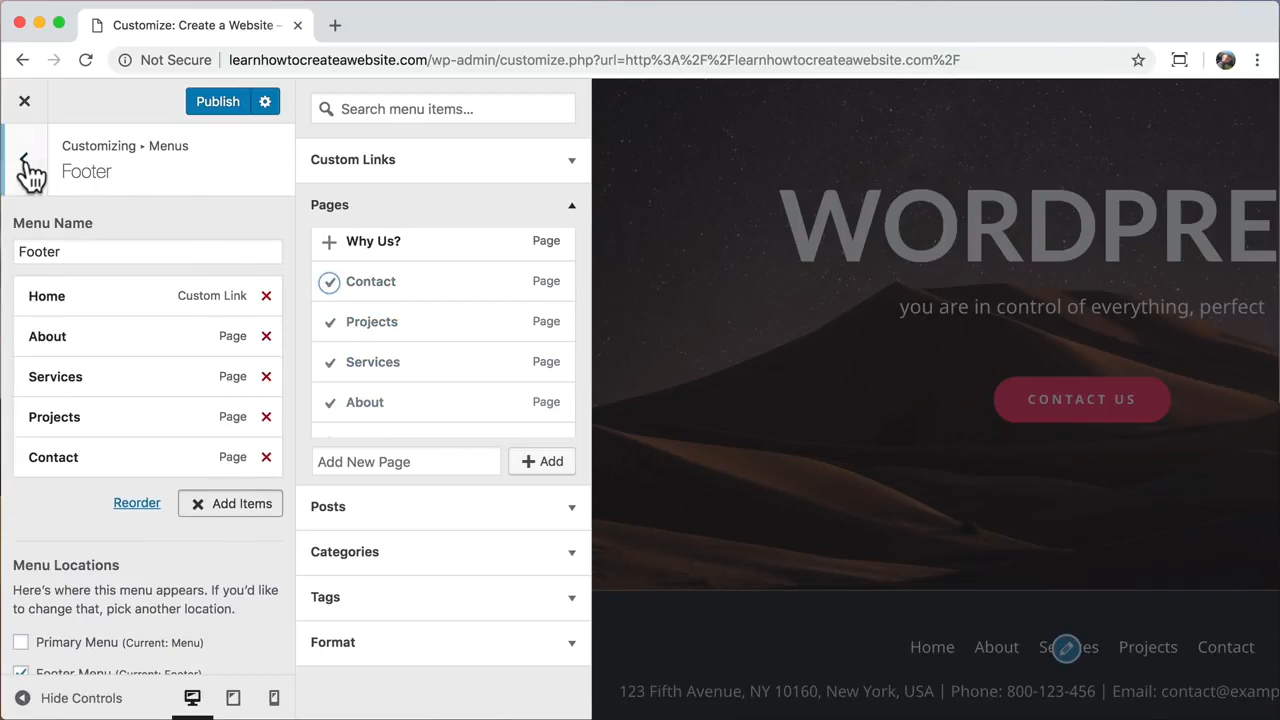 Customize: Create a Website –
Not Secure
learnhowtocreateawebsite.com/wp-admin/customize.php?url=http%3A%2F%2Flearnhowtocreateawebsite.com%2F
Publish
Customizing ▸ Menus
Footer
Menu Name
Footer
Home Custom Link
About Page
Services Page
Projects Page
Contact Page
Reorder
Add Items
Menu Locations
Here’s where this menu appears. If you’d like
to change that, pick another location.
Primary Menu (Current: Menu)
Footer Menu (Current: Footer)
Hide Controls
Search menu items...
Custom Links
Pages
Why Us? Page
Contact Page
Projects Page
Services Page
About Page
Add New Page
Add
Posts
Categories
Tags
Format
WORDPRE
you are in control of everything, perfect
CONTACT US
Home About Projects Contact
123 Fifth Avenue, NY 10160, New York, USA | Phone: 800-123-456 | Email: contact@examp